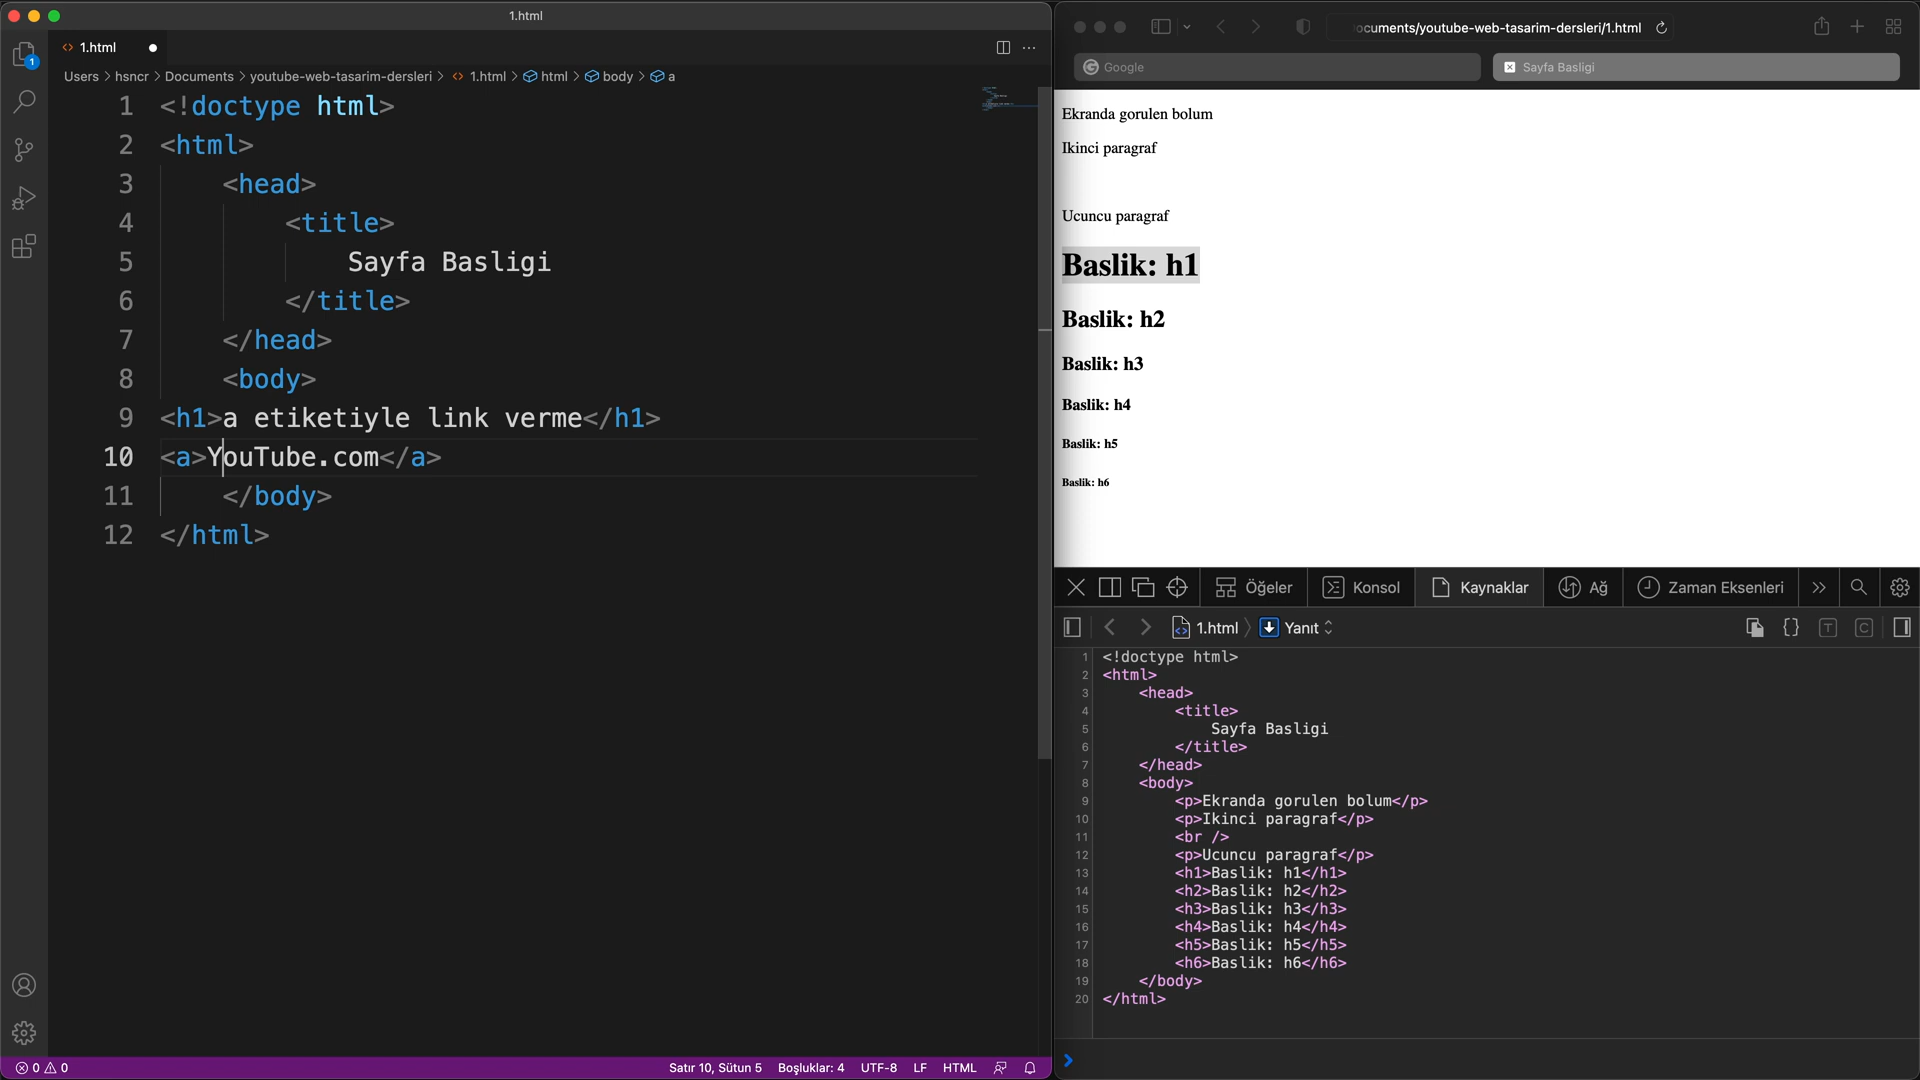 1.html
1.html
1
Users > hsncr > Documents > youtube-web-tasarim-dersleri > 1.html > html > body > a
1 <!doctype html>
2 <html>
3 <head>
4 <title>
5 Sayfa Basligi
6 </title>
7 </head>
8 <body>
9 <h1>a etiketiyle link verme</h1>
10 <a>YouTube.com</a>
11 </body>
12 </html>
0 0
Satır 10, Sütun 5 Boşluklar: 4 UTF-8 LF HTML
ocuments/youtube-web-tasarim-dersleri/1.html
Google
Sayfa Basligi
Ekranda gorulen bolum
Ikinci paragraf
Ucuncu paragraf
Baslik: h1
Baslik: h2
Baslik: h3
Baslik: h4
Baslik: h5
Baslik: h6
Öğeler Konsol Kaynaklar Ağ Zaman Eksenleri
1.html Yanıt {} T C
1 <!doctype html>
2 <html>
3 <head>
4 <title>
5 Sayfa Basligi
6 </title>
7 </head>
8 <body>
9 <p>Ekranda gorulen bolum</p>
10 <p>Ikinci paragraf</p>
11 <br />
12 <p>Ucuncu paragraf</p>
13 <h1>Baslik: h1</h1>
14 <h2>Baslik: h2</h2>
15 <h3>Baslik: h3</h3>
16 <h4>Baslik: h4</h4>
17 <h5>Baslik: h5</h5>
18 <h6>Baslik: h6</h6>
19 </body>
20 </html>